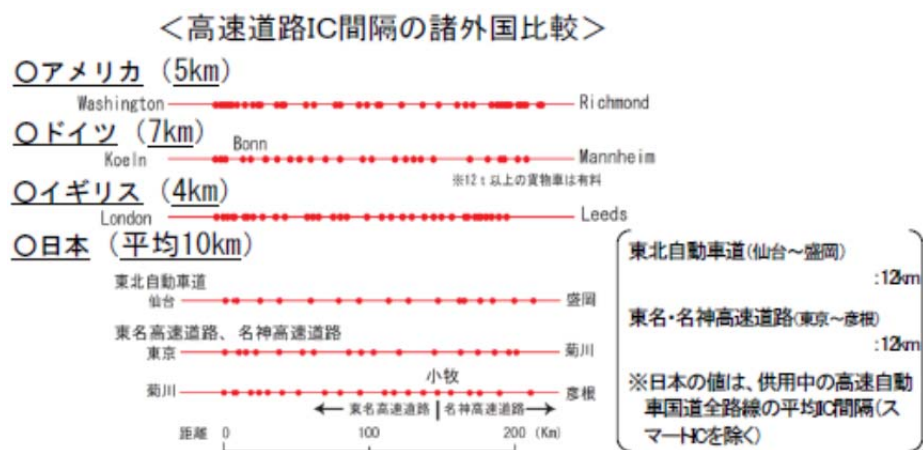 <高速道路IC間隔の諸外国比較>
○アメリカ (5km)
Washington
Richmond
○ドイツ (7km)
Bonn
Koeln
Mannheim
※12t以上の貨物車は有料
○イギリス (4km)
London
Leeds
○日本 (平均10km)
東北自動車道
仙台
盛岡
東名高速道路、名神高速道路
東京
菊川
小牧
菊川
彦根
東名高速道路
名神高速道路
距離 0 100 200 (Km)
東北自動車道(仙台~盛岡)
:12km
東名・名神高速道路(東京~彦根)
:12km
※日本の値は、供用中の高速自動
車国道全路線の平均IC間隔(ス
マートICを除く)